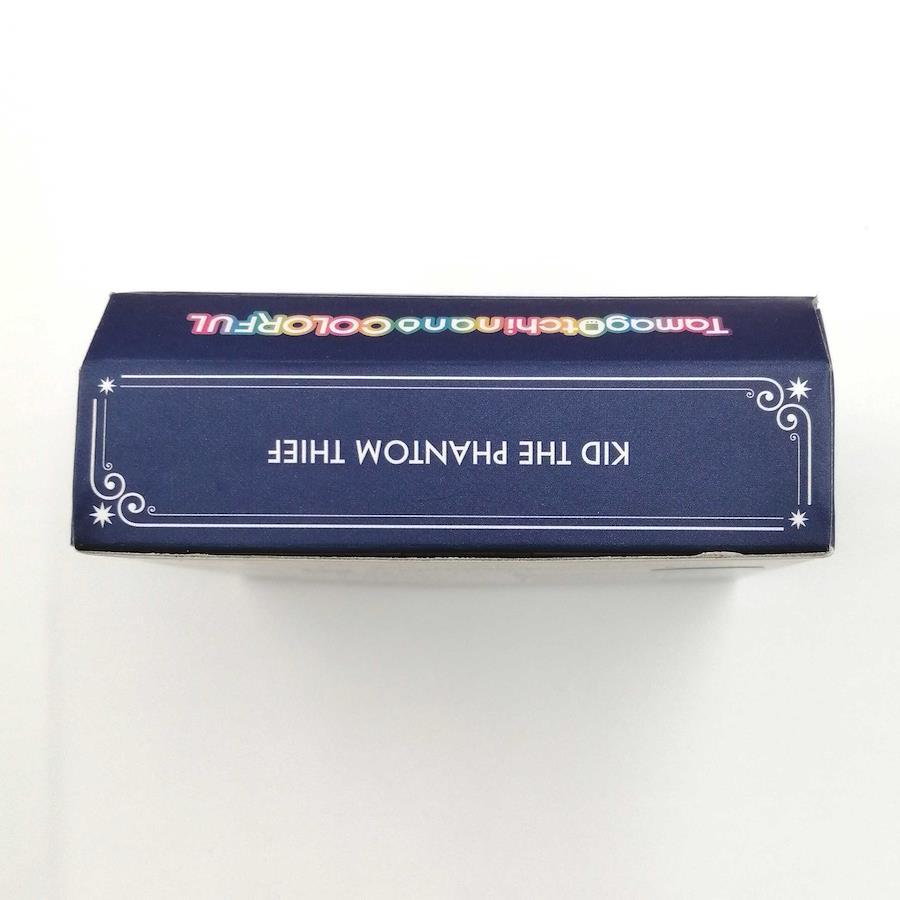 KID THE PHANTOM THIEF
Tamagotchi nano COLORFUL